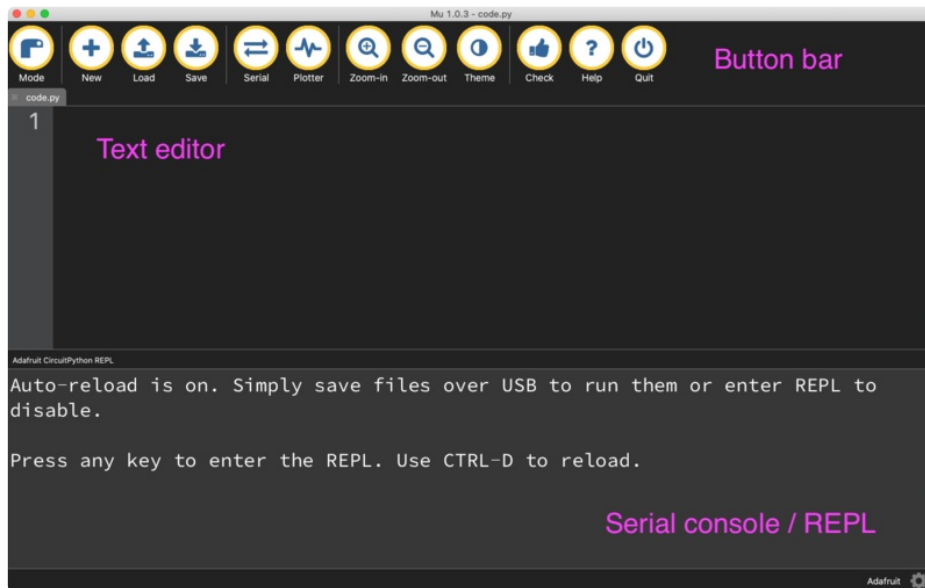 Mu 1.0.3 - code.py
Mode New Load Save Serial Plotter Zoom-in Zoom-out Theme Check Help Quit
Button bar
code.py
1
Text editor
Adafruit CircuitPython REPL
Auto-reload is on. Simply save files over USB to run them or enter REPL to
disable.
Press any key to enter the REPL. Use CTRL-D to reload.
Serial console / REPL
Adafruit